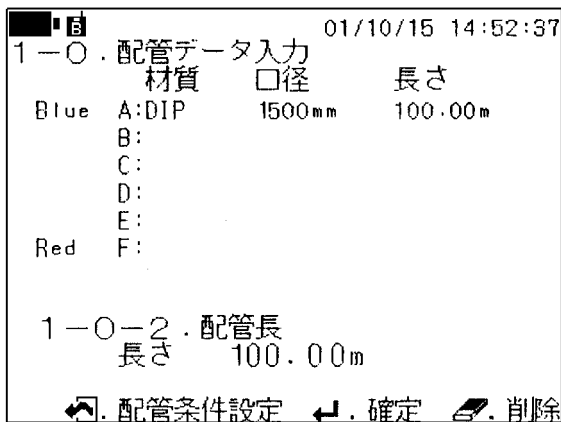 B 01/10/15 14:52:37
1－0．配管データ入力
材質 口径 長さ
Blue A:DIP 1500mm 100.00m
B:
C:
D:
E:
Red F:
1－0－2．配管長
長さ 100.00m
．配管条件設定 ．確定 ．削除